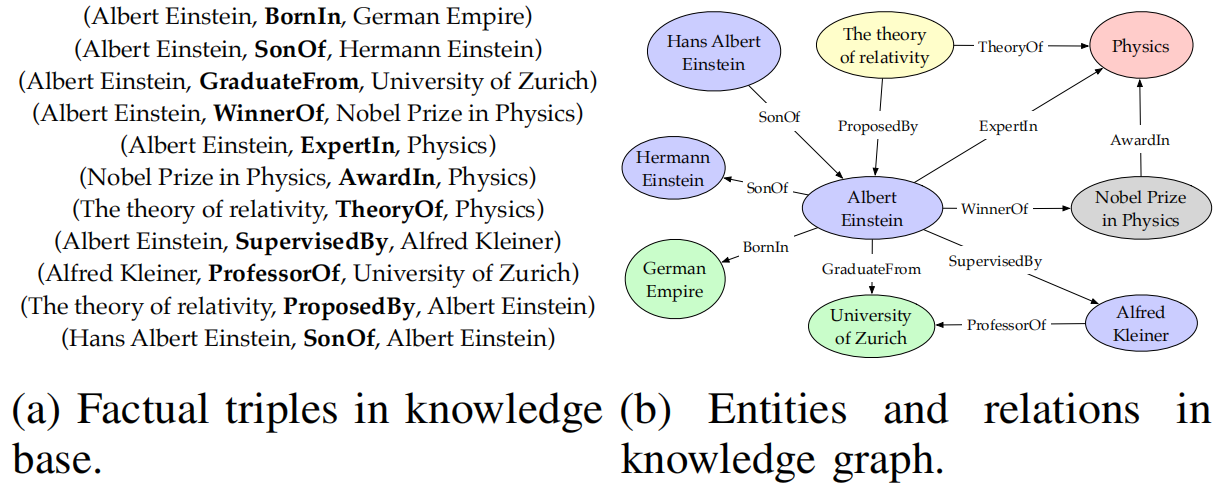 (Albert Einstein, BornIn, German Empire)
(Albert Einstein, SonOf, Hermann Einstein)
(Albert Einstein, GraduateFrom, University of Zurich)
(Albert Einstein, WinnerOf, Nobel Prize in Physics)
(Albert Einstein, ExpertIn, Physics)
(Nobel Prize in Physics, AwardIn, Physics)
(The theory of relativity, TheoryOf, Physics)
(Albert Einstein, SupervisedBy, Alfred Kleiner)
(Alfred Kleiner, ProfessorOf, University of Zurich)
(The theory of relativity, ProposedBy, Albert Einstein)
(Hans Albert Einstein, SonOf, Albert Einstein)
(a) Factual triples in knowledge
base.
Hans Albert
Einstein
The theory
of relativity
TheoryOf
Physics
SonOf
ProposedBy
ExpertIn
AwardIn
Hermann
Einstein
SonOf
Albert
Einstein
WinnerOf
Nobel Prize
in Physics
BornIn
German
Empire
GraduateFrom
SupervisedBy
University
of Zurich
ProfessorOf
Alfred
Kleiner
(b) Entities and relations in
knowledge graph.